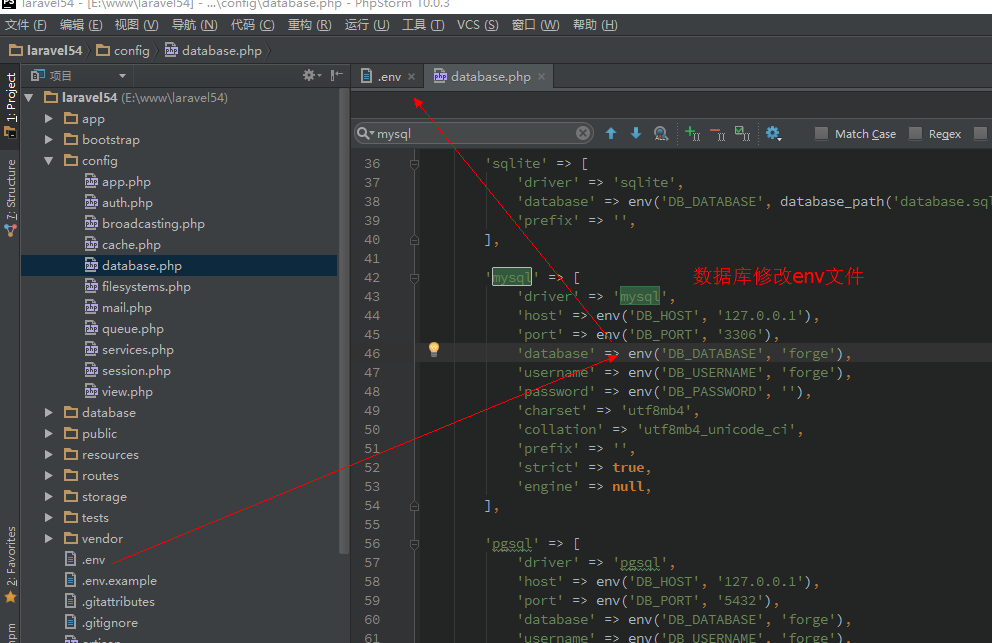 laravel54 - [E:\www\laravel54] - ...\config\database.php - PhpStorm 10.0.3
文件 (F) 编辑 (E) 视图 (V) 导航 (N) 代码 (C) 重构 (R) 运行 (U) 工具 (T) VCS (S) 窗口 (W) 帮助 (H)
laravel54 config database.php
项目
1: Project
7: Structure
2: Favorites
npm
laravel54 (E:\www\laravel54)
app
bootstrap
config
app.php
auth.php
broadcasting.php
cache.php
database.php
filesystems.php
mail.php
queue.php
services.php
session.php
view.php
database
public
resources
routes
storage
tests
vendor
.env
.env.example
.gitattributes
.gitignore
artisan
.env database.php
mysql Match Case Regex
36 'sqlite' => [
37 'driver' => 'sqlite',
38 'database' => env('DB_DATABASE', database_path('database.sql
39 'prefix' => '',
40 ],
41
42 'mysql' => [
43 'driver' => 'mysql',
44 'host' => env('DB_HOST', '127.0.0.1'),
45 'port' => env('DB_PORT', '3306'),
46 'database' => env('DB_DATABASE', 'forge'),
47 'username' => env('DB_USERNAME', 'forge'),
48 'password' => env('DB_PASSWORD', ''),
49 'charset' => 'utf8mb4',
50 'collation' => 'utf8mb4_unicode_ci',
51 'prefix' => '',
52 'strict' => true,
53 'engine' => null,
54 ],
55
56 'pgsql' => [
57 'driver' => 'pgsql',
58 'host' => env('DB_HOST', '127.0.0.1'),
59 'port' => env('DB_PORT', '5432'),
60 'database' => env('DB_DATABASE', 'forge'),
61 'username' => env('DB_USERNAME', 'forge'),
数据库修改env文件